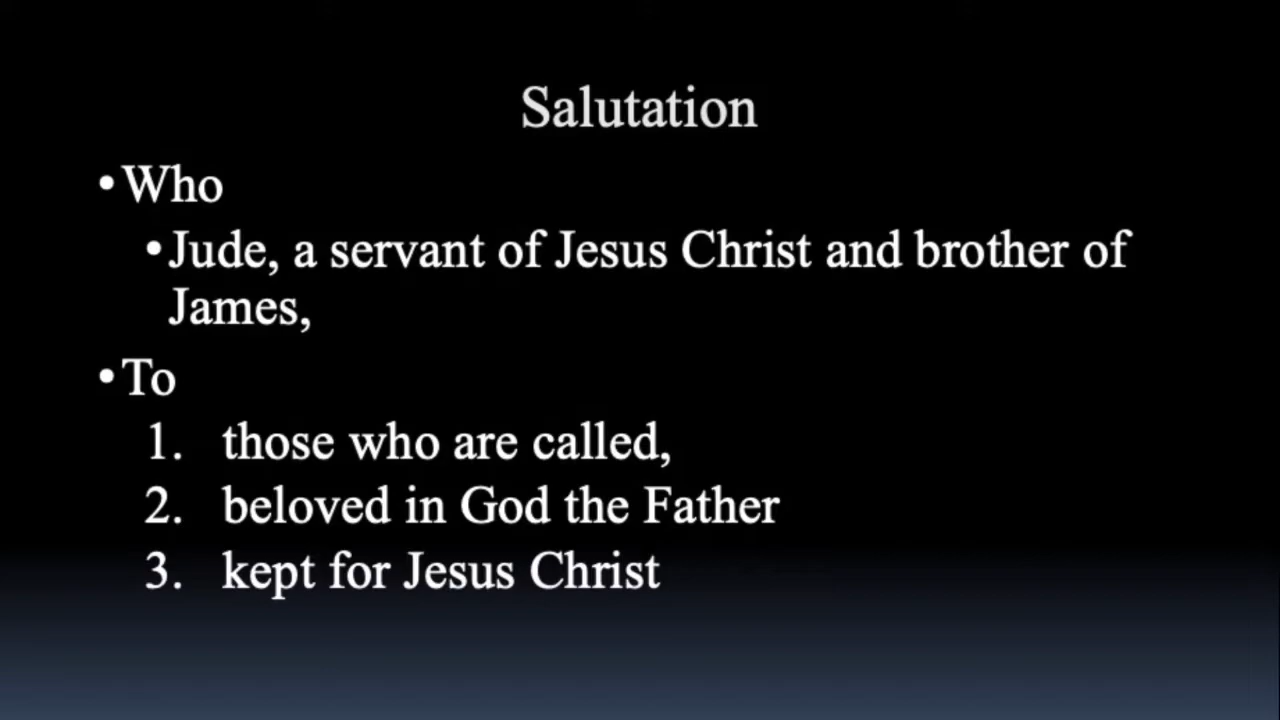 Salutation
•Who
•Jude, a servant of Jesus Christ and brother of
James,
•To
1. those who are called,
2. beloved in God the Father
3. kept for Jesus Christ